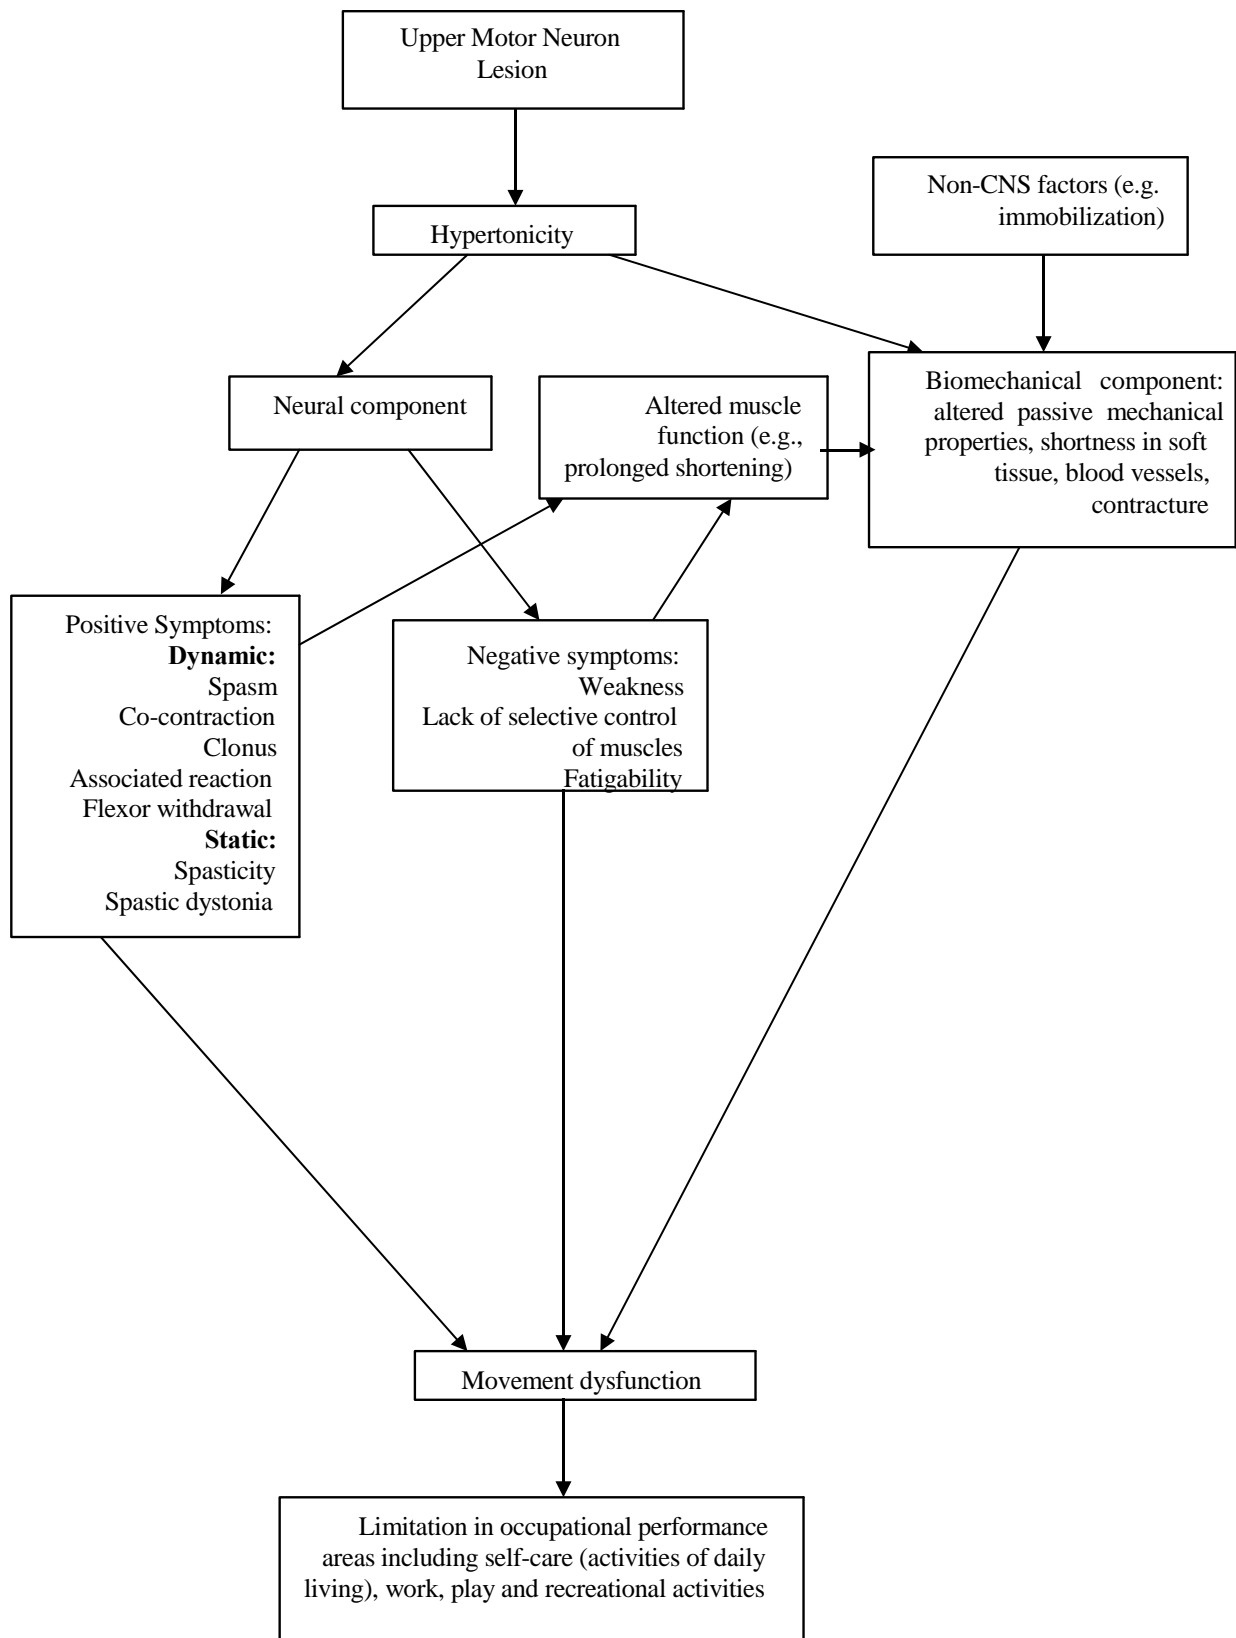 Upper Motor Neuron
Lesion
Non-CNS factors (e.g.
immobilization)
Hypertonicity
Neural component
Altered muscle
function (e.g.,
prolonged shortening)
Biomechanical component:
altered passive mechanical
properties, shortness in soft
tissue, blood vessels,
contracture
Positive Symptoms:
Dynamic:
Spasm
Co-contraction
Clonus
Associated reaction
Flexor withdrawal
Static:
Spasticity
Spastic dystonia
Negative symptoms:
Weakness
Lack of selective control
of muscles
Fatigability
Movement dysfunction
Limitation in occupational performance
areas including self-care (activities of daily
living), work, play and recreational activities